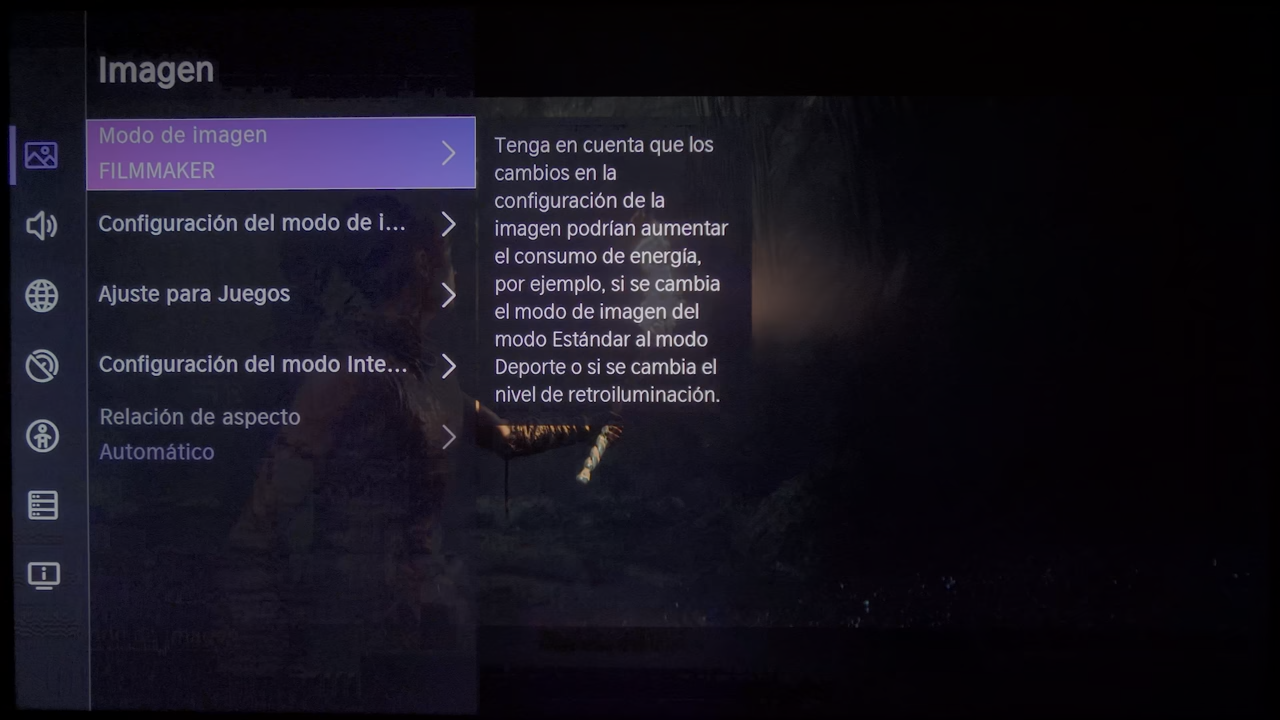 Imagen
Modo de imagen
FILMMAKER
Configuración del modo de i...
Ajuste para Juegos
Configuración del modo Inte...
Relación de aspecto
Automático
Tenga en cuenta que los
cambios en la
configuración de la
imagen podrían aumentar
el consumo de energía,
por ejemplo, si se cambia
el modo de imagen del
modo Estándar al modo
Deporte o si se cambia el
nivel de retroiluminación.